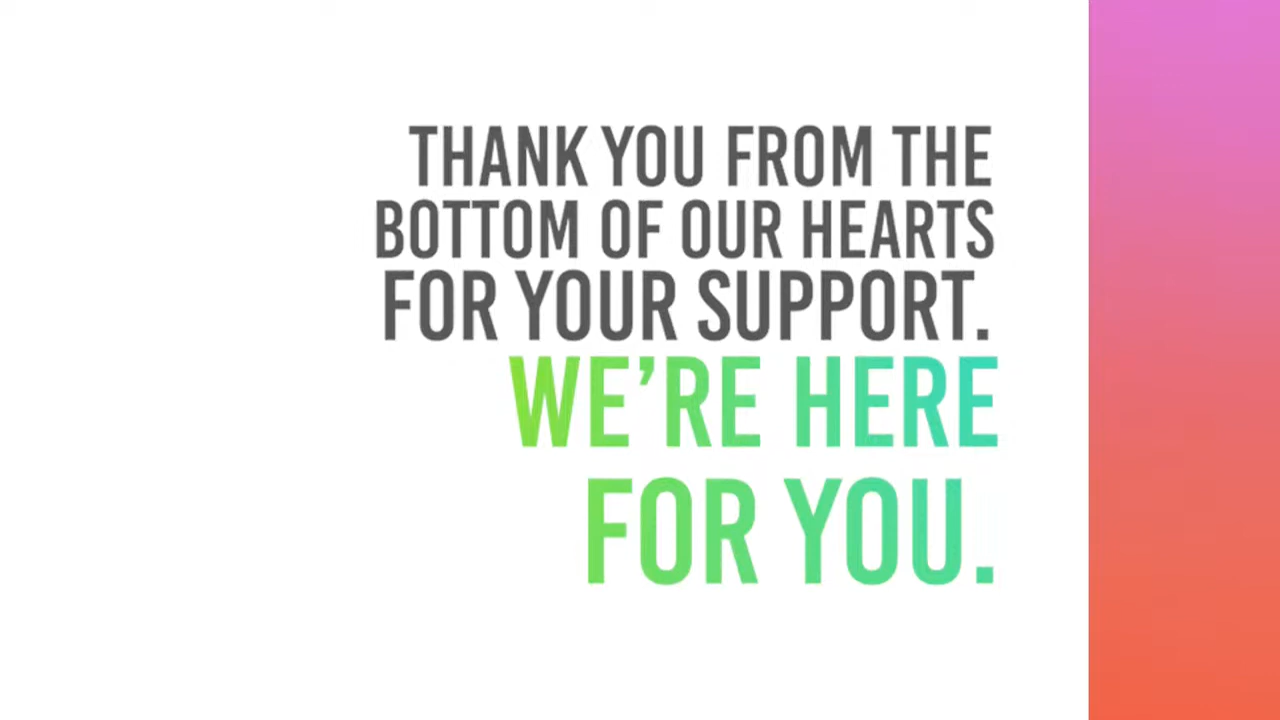 THANK YOU FROM THE
BOTTOM OF OUR HEARTS
FOR YOUR SUPPORT.
WE’RE HERE
FOR YOU.